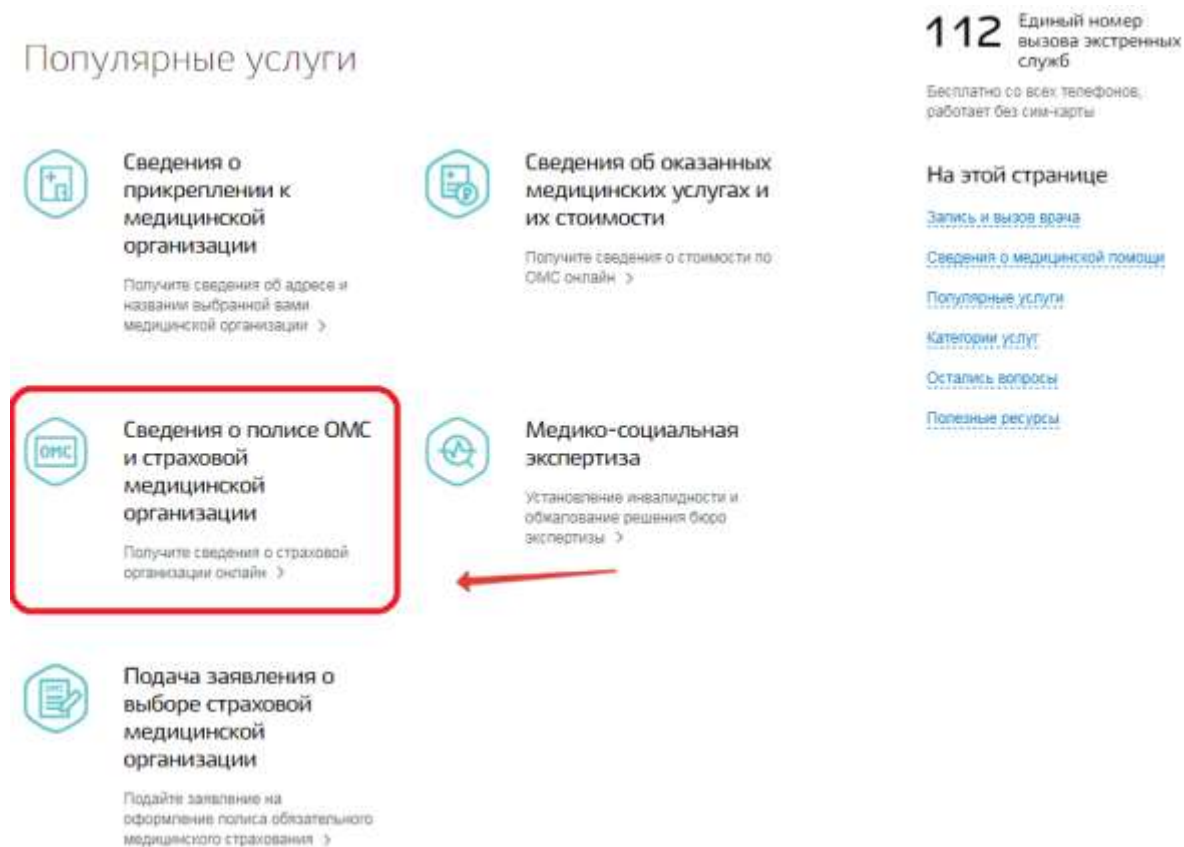 Популярные услуги
Сведения о
прикреплении к
медицинской
организации
Получите сведения об адресе и
названии выбранной вами
медицинской организации >
Сведения об оказанных
медицинских услугах и
их стоимости
Получите сведения о стоимости по
ОМС онлайн >
ОМС
Сведения о полисе ОМС
и страховой
медицинской
организации
Получите сведения о страховой
организации онлайн >
Медико-социальная
экспертиза
Установление инвалидности и
обжалование решения бюро
экспертизы >
Подача заявления о
выборе страховой
медицинской
организации
Подайте заявление на
оформление полиса обязательного
медицинского страхования >
112
Единый номер
вызова экстренных
служб
Бесплатно со всех телефонов,
работает без сим-карты
На этой странице
Запись и вызов врача
Сведения о медицинской помощи
Популярные услуги
Категории услуг
Остались вопросы
Полезные ресурсы